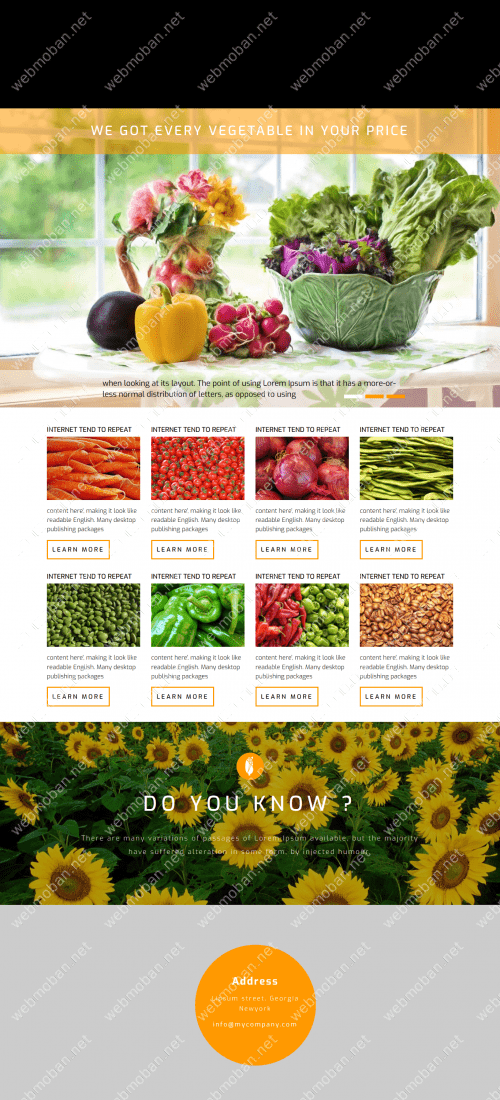 WE GOT EVERY VEGETABLE IN YOUR PRICE
when looking at its layout. The point of using Lorem Ipsum is that it has a more-or-
less normal distribution of letters, as opposed to using
INTERNET TEND TO REPEAT
content here', making it look like
readable English. Many desktop
publishing packages
LEARN MORE
INTERNET TEND TO REPEAT
content here', making it look like
readable English. Many desktop
publishing packages
LEARN MORE
INTERNET TEND TO REPEAT
content here', making it look like
readable English. Many desktop
publishing packages
LEARN MORE
INTERNET TEND TO REPEAT
content here', making it look like
readable English. Many desktop
publishing packages
LEARN MORE
INTERNET TEND TO REPEAT
content here', making it look like
readable English. Many desktop
publishing packages
LEARN MORE
INTERNET TEND TO REPEAT
content here', making it look like
readable English. Many desktop
publishing packages
LEARN MORE
INTERNET TEND TO REPEAT
content here', making it look like
readable English. Many desktop
publishing packages
LEARN MORE
INTERNET TEND TO REPEAT
content here', making it look like
readable English. Many desktop
publishing packages
LEARN MORE
DO YOU KNOW ?
There are many variations of passages of Lorem Ipsum available, but the majority
have suffered alteration in some form, by injected humour,
Address
Lipsum street, Georgia
Newyork
info@mycompany.com
webmoban.net